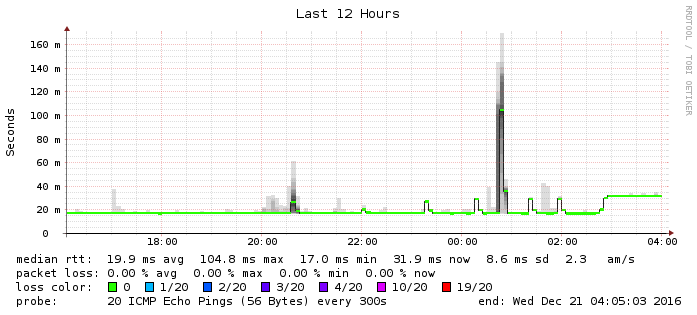 Last 12 Hours
RRDTOOL / TOBI OETIKER
Seconds
160 m
140 m
120 m
100 m
80 m
60 m
40 m
20 m
0
18:00 20:00 22:00 00:00 02:00 04:00
median rtt: 19.9 ms avg 104.8 ms max 17.0 ms min 31.9 ms now 8.6 ms sd 2.3 am/s
packet loss: 0.00 % avg 0.00 % max 0.00 % min 0.00 % now
loss color: 0 1/20 2/20 3/20 4/20 10/20 19/20
probe: 20 ICMP Echo Pings (56 Bytes) every 300s end: Wed Dec 21 04:05:03 2016